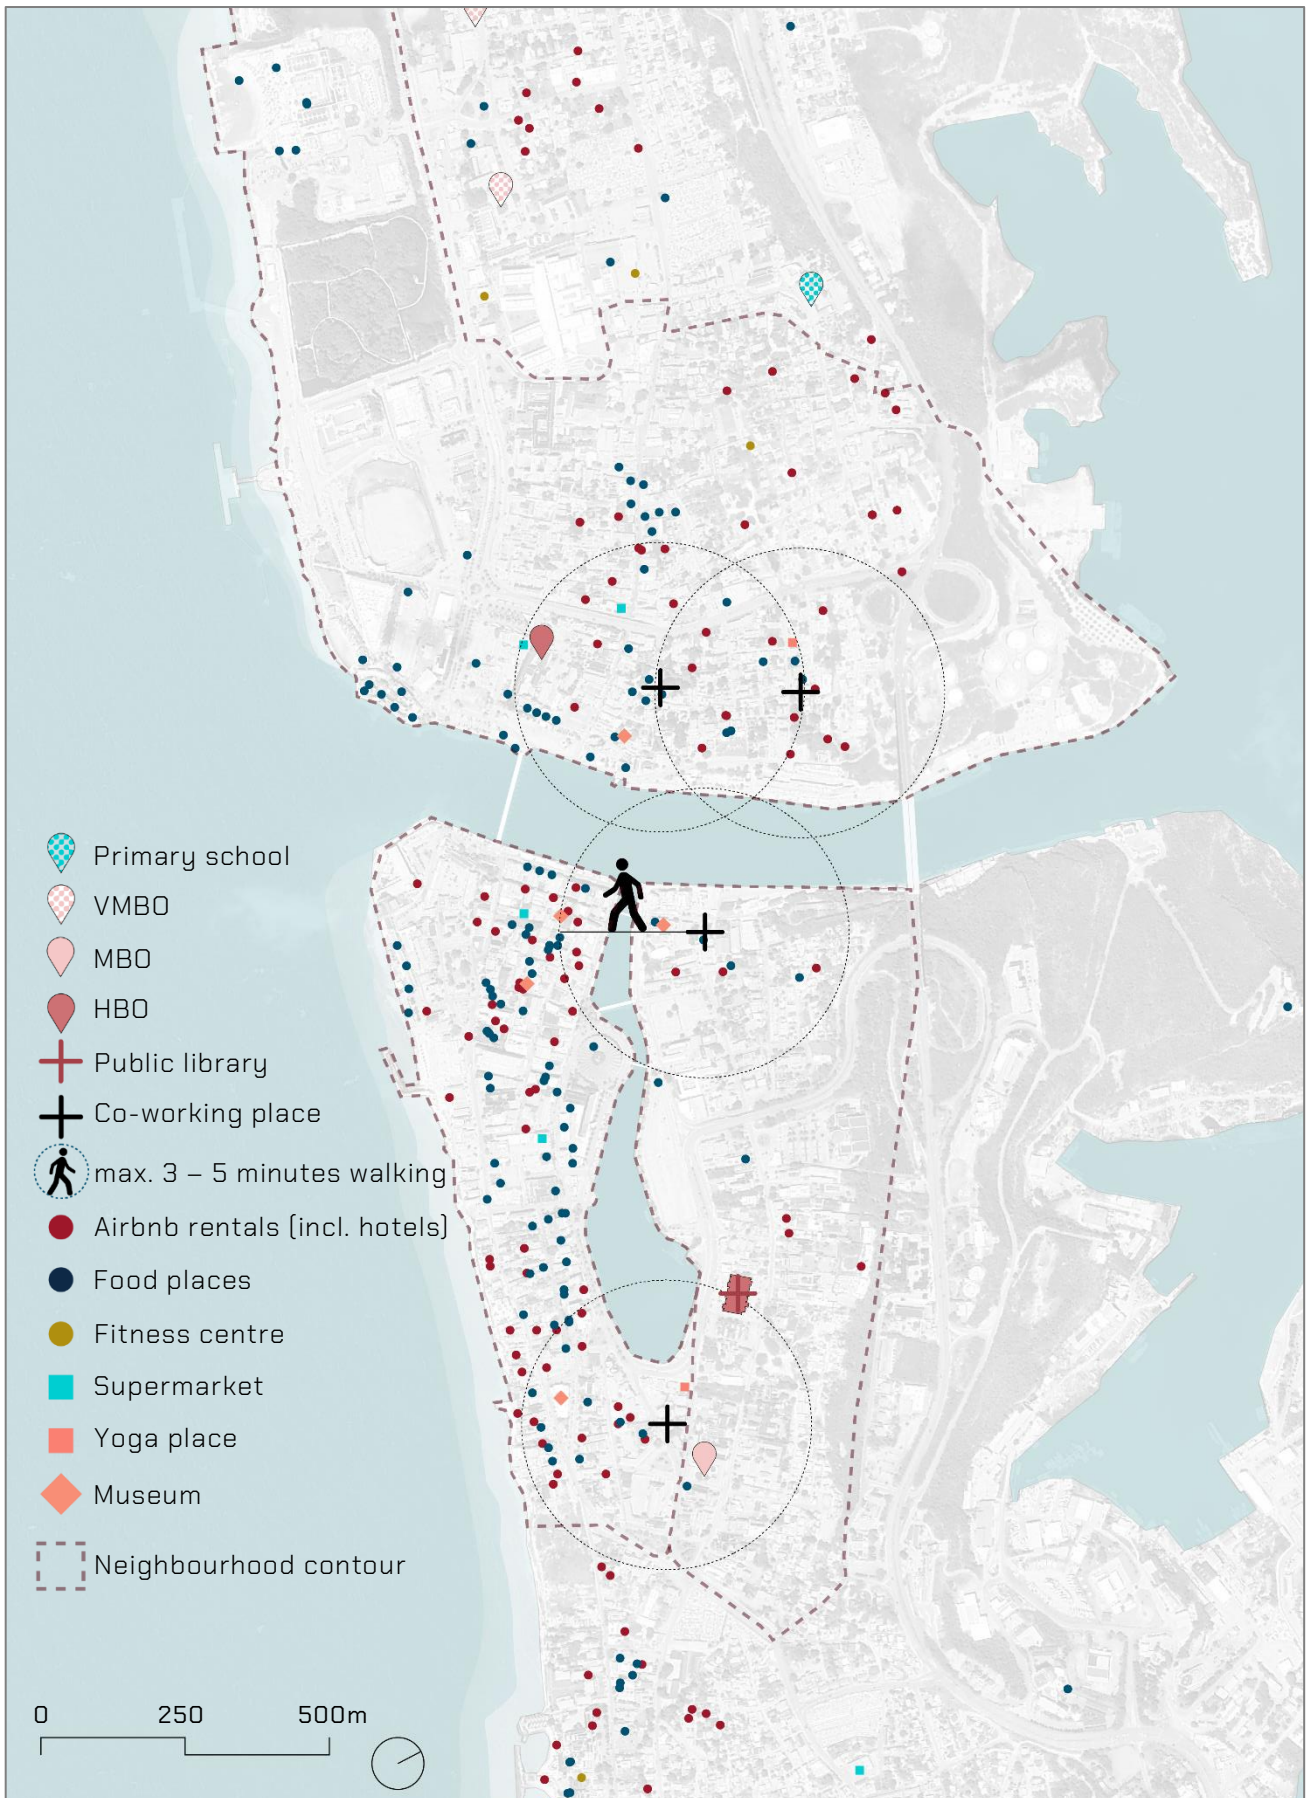 Primary school
VMBO
MBO
HBO
Public library
Co-working place
max. 3 – 5 minutes walking
Airbnb rentals (incl. hotels)
Food places
Fitness centre
Supermarket
Yoga place
Museum
Neighbourhood contour
0 250 500m